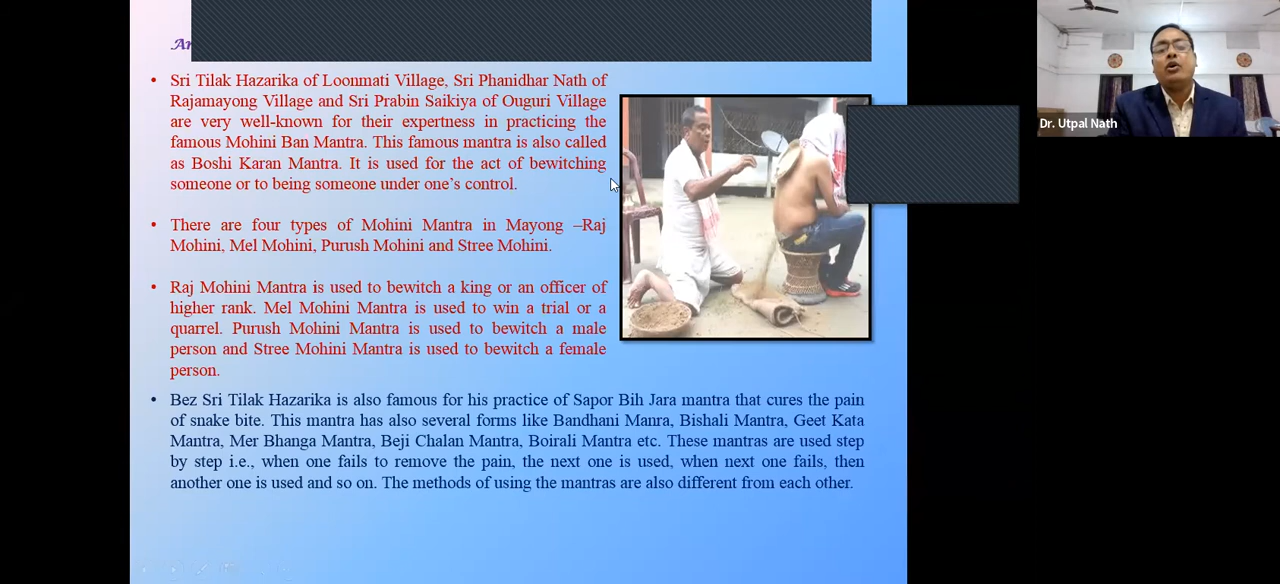 Sri Tilak Hazarika of Loonmati Village, Sri Phanidhar Nath of
Rajamayong Village and Sri Prabin Saikiya of Ouguri Village
are very well-known for their expertness in practicing the
famous Mohini Ban Mantra. This famous mantra is also called
as Boshi Karan Mantra. It is used for the act of bewitching
someone or to being someone under one's control.
There are four types of Mohini Mantra in Mayong –Raj
Mohini, Mel Mohini, Purush Mohini and Stree Mohini.
Raj Mohini Mantra is used to bewitch a king or an officer of
higher rank. Mel Mohini Mantra is used to win a trial or a
quarrel. Purush Mohini Mantra is used to bewitch a male
person and Stree Mohini Mantra is used to bewitch a female
person.
Bez Sri Tilak Hazarika is also famous for his practice of Sapor Bih Jara mantra that cures the pain
of snake bite. This mantra has also several forms like Bandhani Manra, Bishali Mantra, Geet Kata
Mantra, Mer Bhanga Mantra, Beji Chalan Mantra, Boirali Mantra etc. These mantras are used step
by step i.e., when one fails to remove the pain, the next one is used, when next one fails, then
another one is used and so on. The methods of using the mantras are also different from each other.
Dr. Utpal Nath